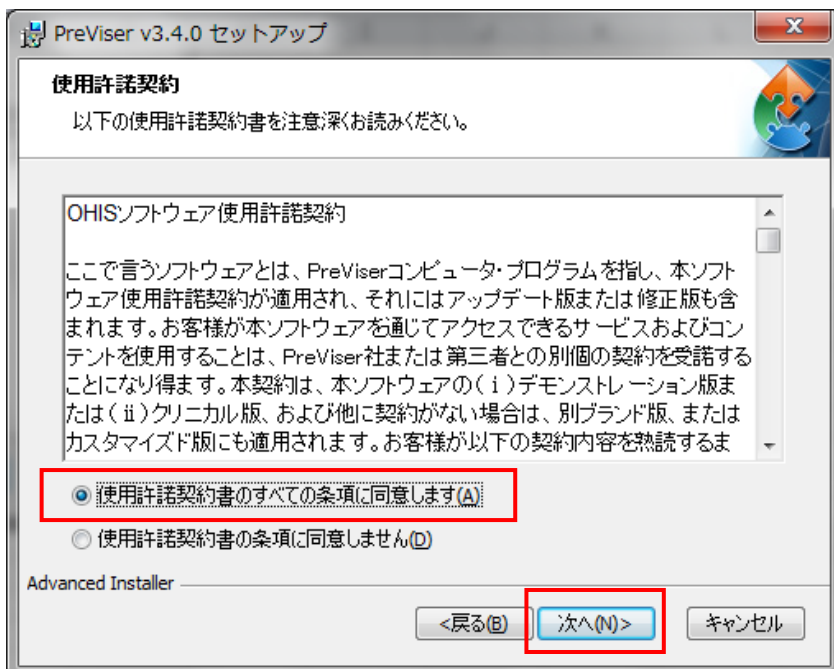 PreViser v3.4.0 セットアップ
使用許諾契約
以下の使用許諾契約書を注意深くお読みください。
OHISソフトウェア使用許諾契約
ここで言うソフトウェアとは、PreViserコンピュータ・プログラムを指し、本ソフト
ウェア使用許諾契約が適用され、それにはアップデート版または修正版も含
まれます。お客様が本ソフトウェアを通じてアクセスできるサービスおよびコン
テントを使用することは、PreViser社または第三者との別個の契約を受諾する
ことになり得ます。本契約は、本ソフトウェアの(ⅰ)デモンストレーション版ま
たは(ⅱ)クリニカル版、および他に契約がない場合は、別ブランド版、または
カスタマイズド版にも適用されます。お客様が以下の契約内容を熟読するま
使用許諾契約書のすべての条項に同意します(A)
使用許諾契約書の条項に同意しません(D)
Advanced Installer
<戻る(B)
次へ(N)>
キャンセル